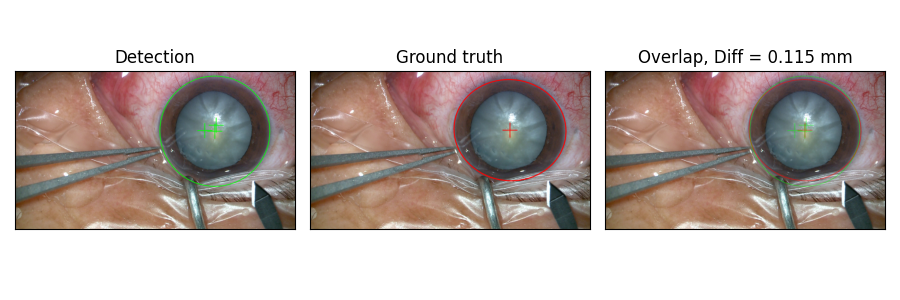 Detection
Ground truth
Overlap, Diff = 0.115 mm